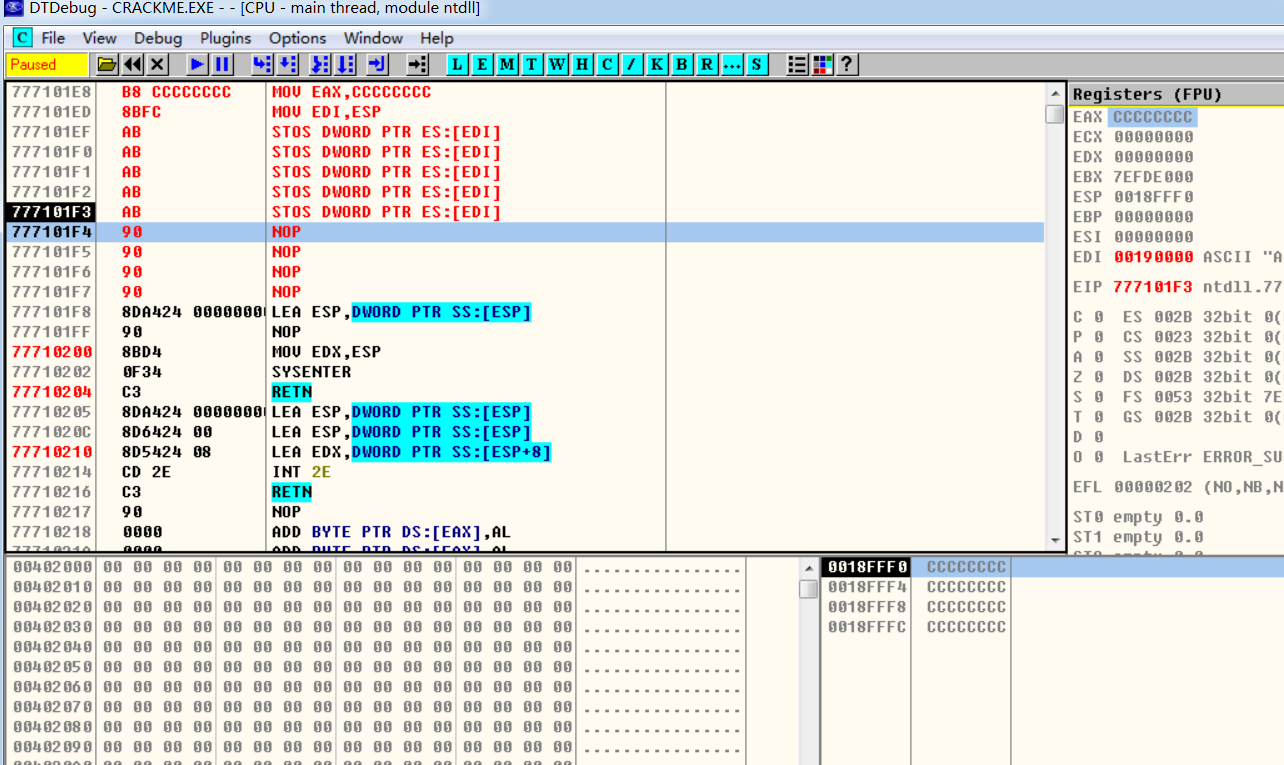 DTDebug - CRACKME.EXE - - [CPU - main thread, module ntdll]
C File View Debug Plugins Options Window Help
Paused L E M T W H C / K B R ... S ?
777101E8 B8 CCCCCCCC MOV EAX,CCCCCCCC
777101ED 8BFC MOV EDI,ESP
777101EF AB STOS DWORD PTR ES:[EDI]
777101F0 AB STOS DWORD PTR ES:[EDI]
777101F1 AB STOS DWORD PTR ES:[EDI]
777101F2 AB STOS DWORD PTR ES:[EDI]
777101F3 AB STOS DWORD PTR ES:[EDI]
777101F4 90 NOP
777101F5 90 NOP
777101F6 90 NOP
777101F7 90 NOP
777101F8 8DA424 0000000 LEA ESP,DWORD PTR SS:[ESP]
777101FF 90 NOP
77710200 8BD4 MOV EDX,ESP
77710202 0F34 SYSENTER
77710204 C3 RETN
77710205 8DA424 0000000 LEA ESP,DWORD PTR SS:[ESP]
7771020C 8D6424 00 LEA ESP,DWORD PTR SS:[ESP]
77710210 8D5424 08 LEA EDX,DWORD PTR SS:[ESP+8]
77710214 CD 2E INT 2E
77710216 C3 RETN
77710217 90 NOP
77710218 0000 ADD BYTE PTR DS:[EAX],AL
7771021A 0000 ADD BYTE PTR DS:[EAX],AL
Registers (FPU)
EAX CCCCCCCC
ECX 00000000
EDX 00000000
EBX 7EFDE000
ESP 0018FFF0
EBP 00000000
ESI 00000000
EDI 00190000 ASCII "A
EIP 777101F3 ntdll.77
C 0 ES 002B 32bit 0(
P 0 CS 0023 32bit 0(
A 0 SS 002B 32bit 0(
Z 0 DS 002B 32bit 0(
S 0 FS 0053 32bit 7E
T 0 GS 002B 32bit 0(
D 0
O 0 LastErr ERROR_SU
EFL 00000202 (NO,NB,N
ST0 empty 0.0
ST1 empty 0.0
00402000 00 00 00 00 00 00 00 00 00 00 00 00 00 00 00 00 ................
00402010 00 00 00 00 00 00 00 00 00 00 00 00 00 00 00 00 ................
00402020 00 00 00 00 00 00 00 00 00 00 00 00 00 00 00 00 ................
00402030 00 00 00 00 00 00 00 00 00 00 00 00 00 00 00 00 ................
00402040 00 00 00 00 00 00 00 00 00 00 00 00 00 00 00 00 ................
00402050 00 00 00 00 00 00 00 00 00 00 00 00 00 00 00 00 ................
00402060 00 00 00 00 00 00 00 00 00 00 00 00 00 00 00 00 ................
00402070 00 00 00 00 00 00 00 00 00 00 00 00 00 00 00 00 ................
00402080 00 00 00 00 00 00 00 00 00 00 00 00 00 00 00 00 ................
00402090 00 00 00 00 00 00 00 00 00 00 00 00 00 00 00 00 ................
0018FFF0 CCCCCCCC
0018FFF4 CCCCCCCC
0018FFF8 CCCCCCCC
0018FFFC CCCCCCCC